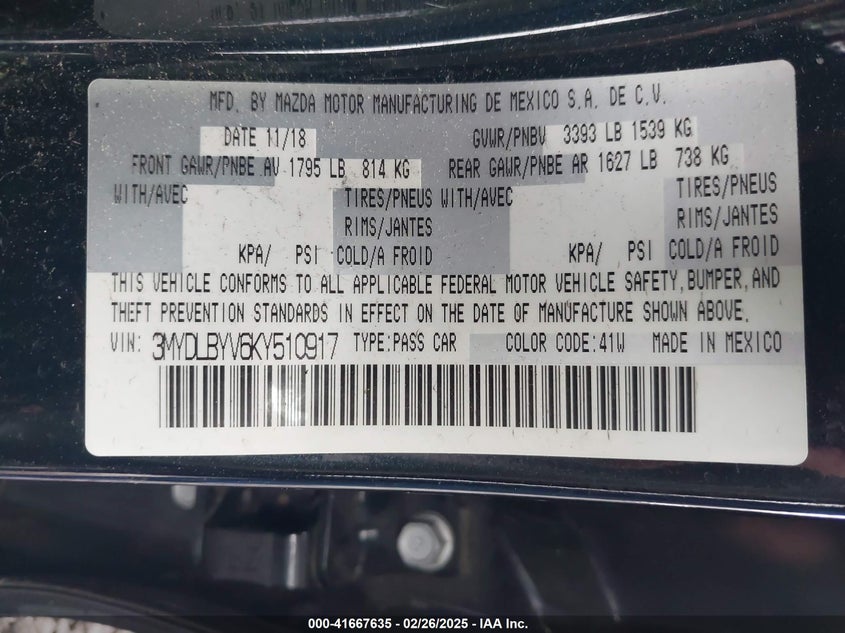 MFD. BY MAZDA MOTOR MANUFACTURING DE MEXICO S.A. DE C.V.
DATE 11/18 GVWR/PNBV 3393 LB 1539 KG
FRONT GAWR/PNBE AV 1795 LB 814 KG REAR GAWR/PNBE AR 1627 LB 738 KG
WITH/AVEC TIRES/PNEUS WITH/AVEC TIRES/PNEUS
RIMS/JANTES RIMS/JANTES
KPA/ PSI COLD/A FROID KPA/ PSI COLD/A FROID
THIS VEHICLE CONFORMS TO ALL APPLICABLE FEDERAL MOTOR VEHICLE SAFETY, BUMPER, AND
THEFT PREVENTION STANDARDS IN EFFECT ON THE DATE OF MANUFACTURE SHOWN ABOVE.
VIN: 3MYDLBYV6KY510917 TYPE:PASS CAR COLOR CODE:41W MADE IN MEXICO
000-41667635 - 02/26/2025 - IAA Inc.